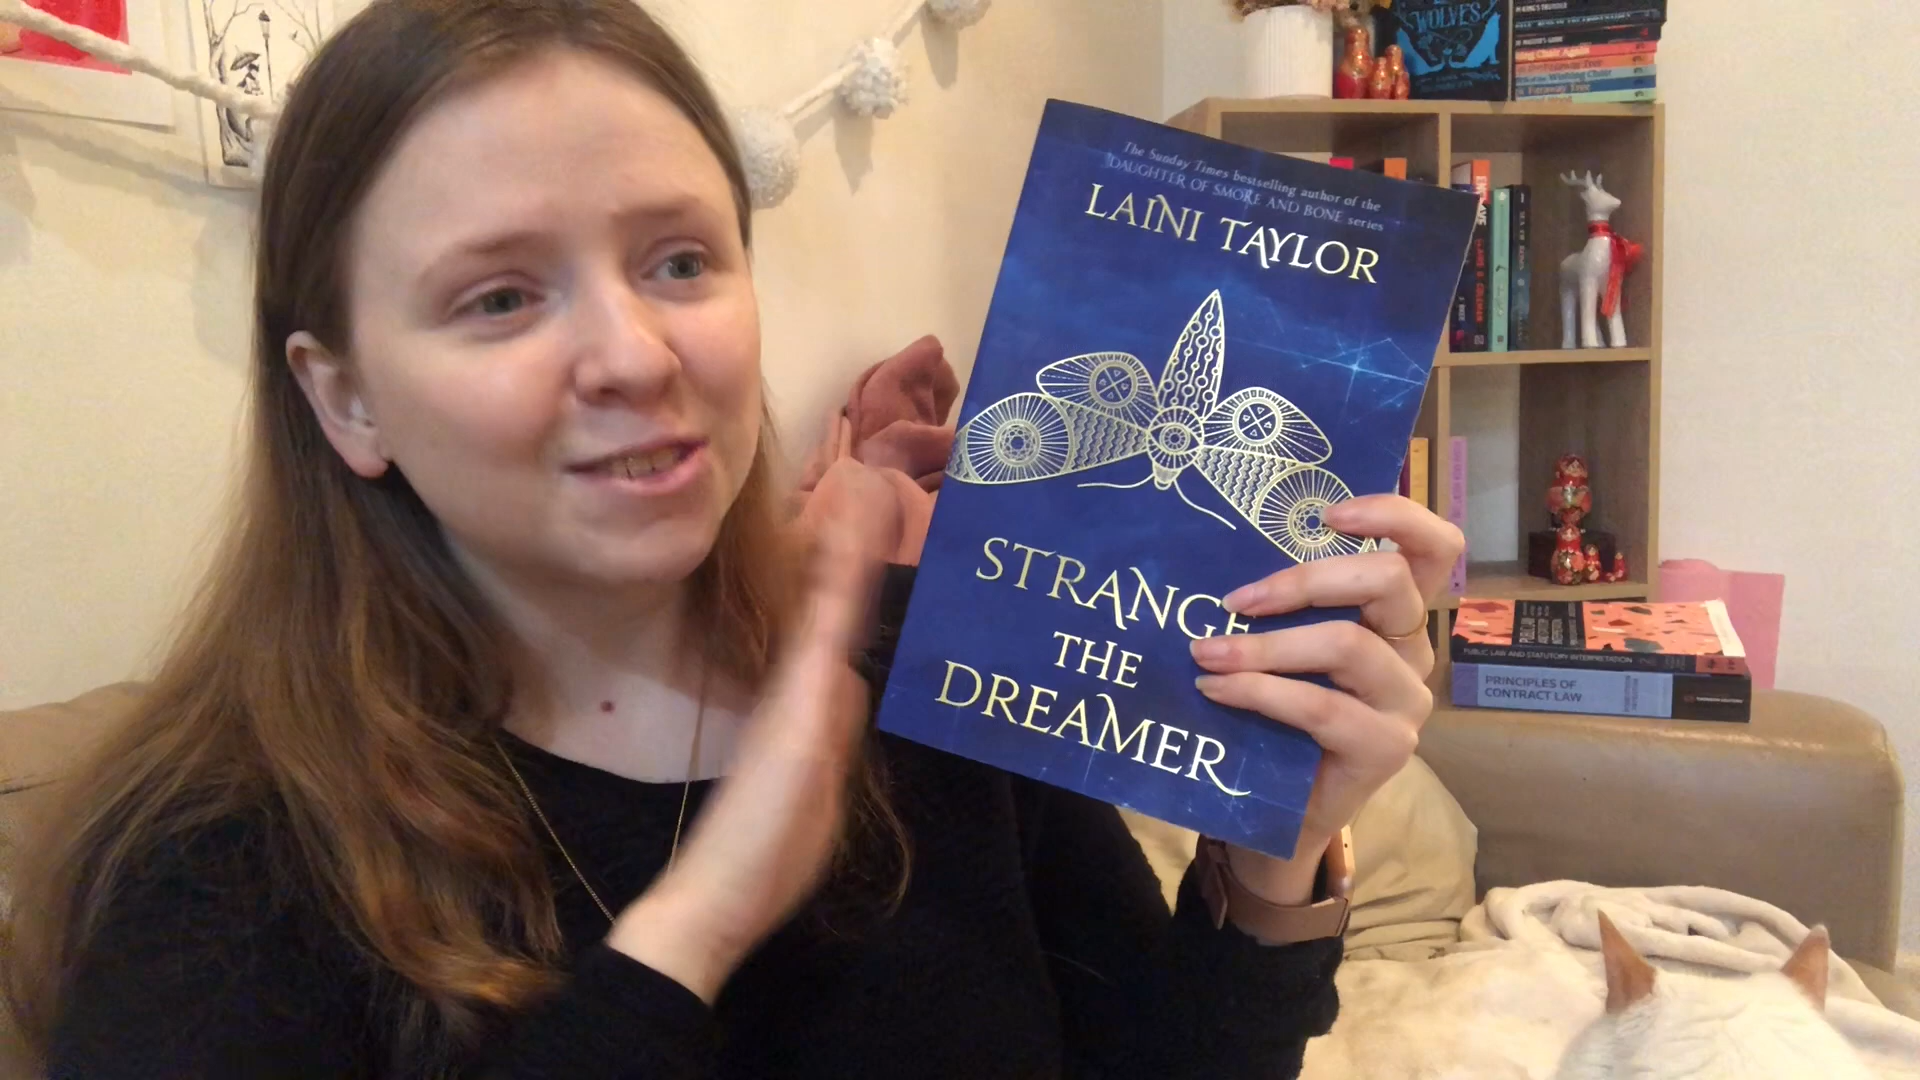 The Sunday Times bestselling author of the
DAUGHTER OF SMOKE AND BONE series
LAINI TAYLOR
STRANGE
THE
DREAMER
WOLVES
PUBLIC LAW AND STATUTORY INTERPRETATION
PRINCIPLES OF
CONTRACT LAW